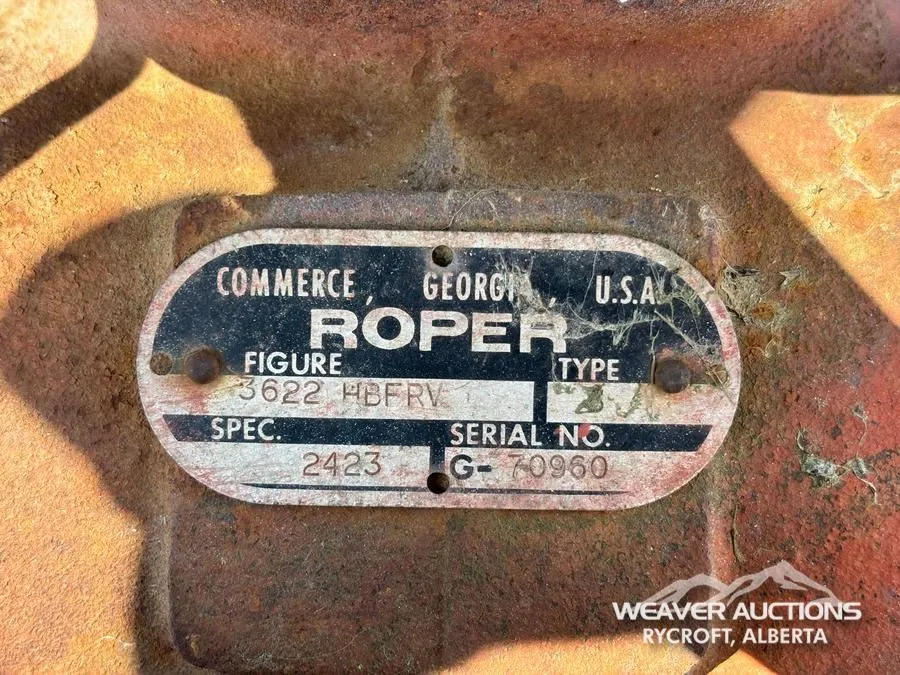 COMMERCE, GEORGIA, U.S.A.
ROPER
FIGURE TYPE
3622 HBFRV
SPEC. SERIAL NO.
2423 G- 70960
WEAVER AUCTIONS
RYCROFT, ALBERTA